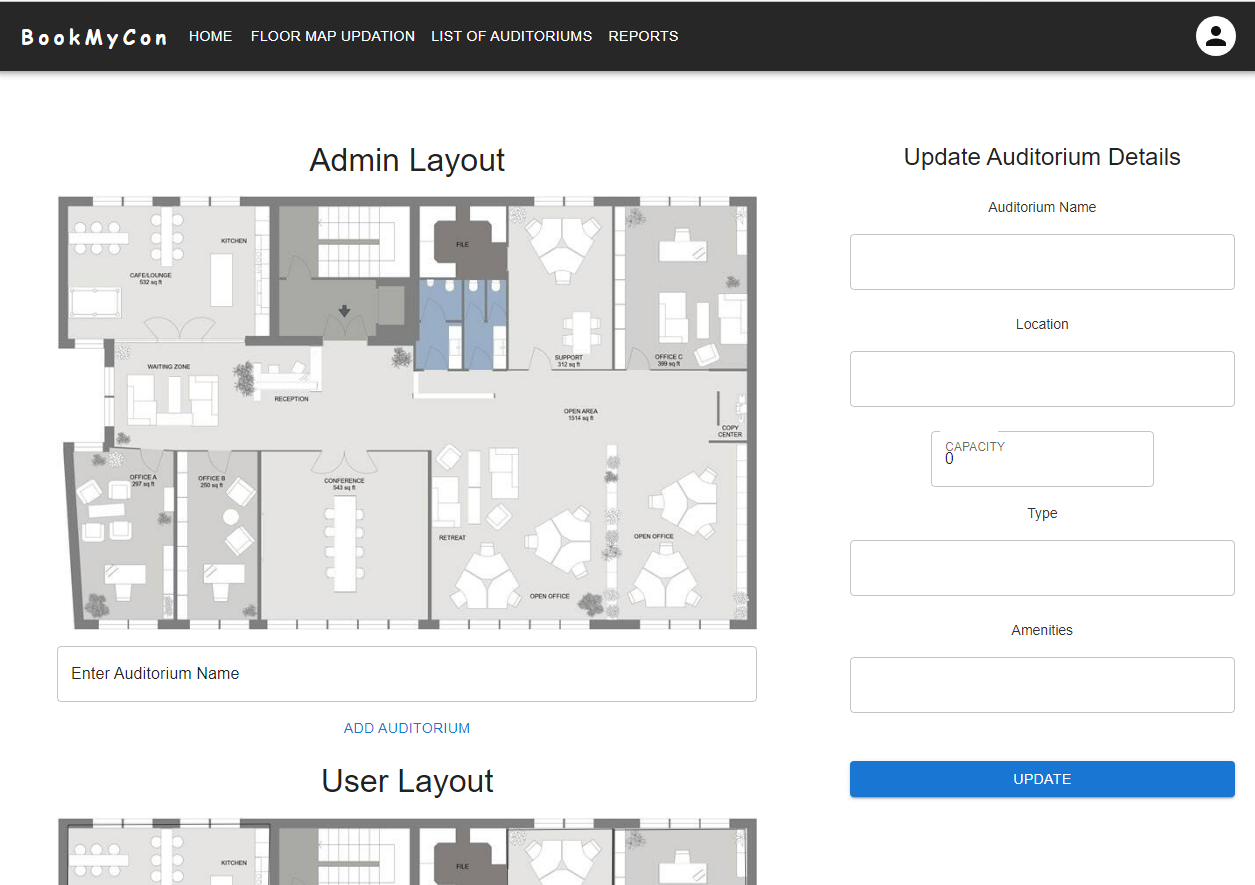 BookMyCon HOME FLOOR MAP UPDATION LIST OF AUDITORIUMS REPORTS
Admin Layout
KITCHEN
CAFE/LOUNGE
532 sq ft
FILE
SUPPORT
312 sq ft
OFFICE C
399 sq ft
WAITING ZONE
RECEPTION
OPEN AREA
1514 sq ft
COPY
CENTER
OFFICE A
297 sq ft
OFFICE B
250 sq ft
CONFERENCE
543 sq ft
RETREAT
OPEN OFFICE
OPEN OFFICE
Enter Auditorium Name
ADD AUDITORIUM
User Layout
KITCHEN
FILE
Update Auditorium Details
Auditorium Name
Location
CAPACITY
0
Type
Amenities
UPDATE